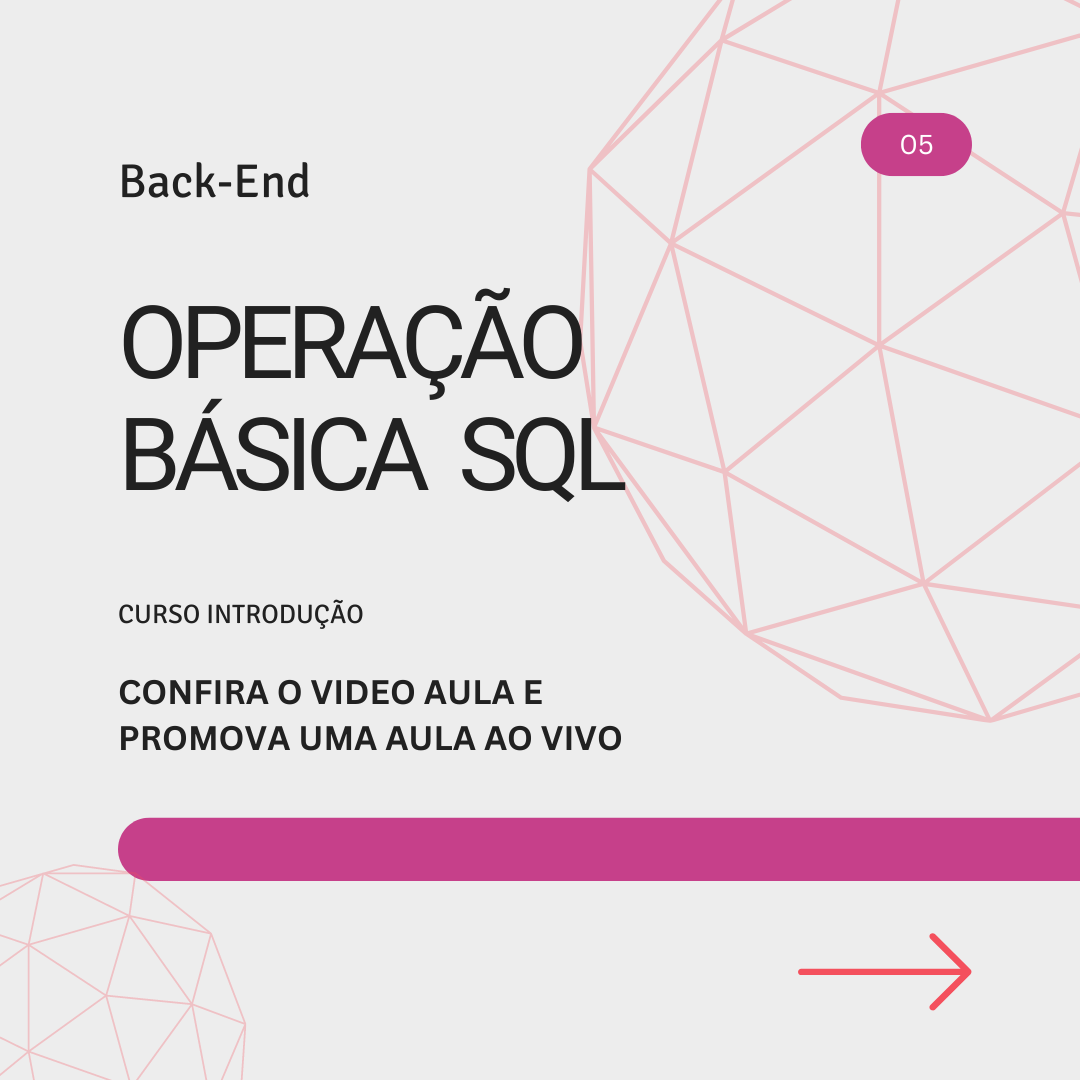 05
Back-End
OPERAÇÃO
BÁSICA SQL
CURSO INTRODUÇÃO
CONFIRA O VIDEO AULA E
PROMOVA UMA AULA AO VIVO